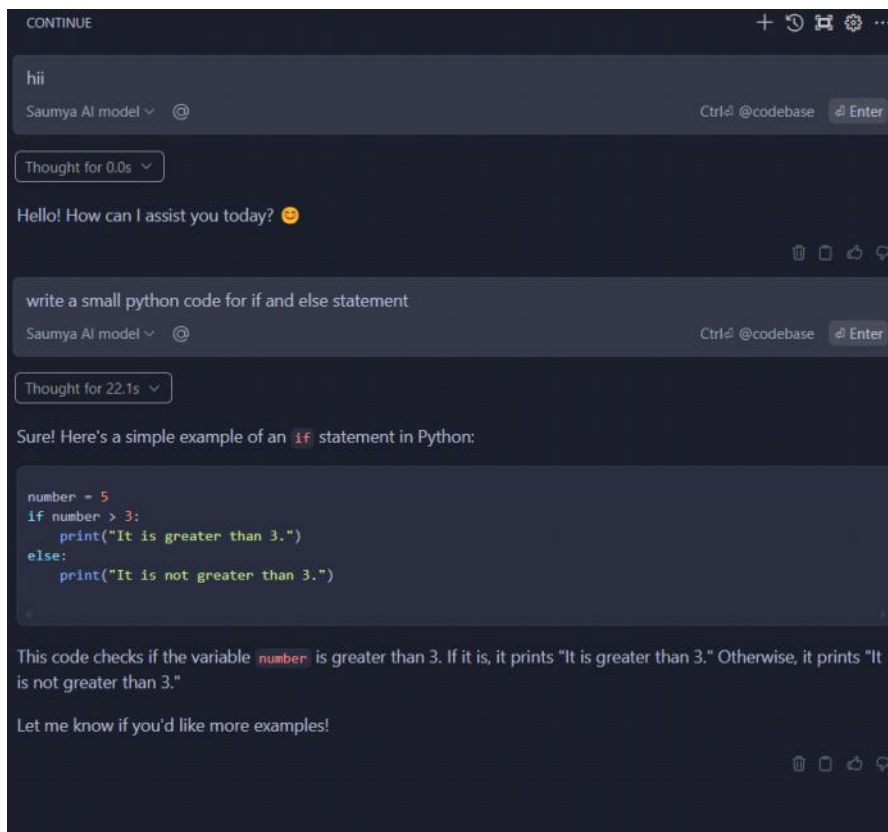 CONTINUE
hii
Saumya AI model @ Ctrl⏎ @codebase ⏎ Enter
Thought for 0.0s
Hello! How can I assist you today? 😊
write a small python code for if and else statement
Saumya AI model @ Ctrl⏎ @codebase ⏎ Enter
Thought for 22.1s
Sure! Here's a simple example of an if statement in Python:
number = 5
if number > 3:
    print("It is greater than 3.")
else:
    print("It is not greater than 3.")
This code checks if the variable number is greater than 3. If it is, it prints "It is greater than 3." Otherwise, it prints "It
is not greater than 3."
Let me know if you'd like more examples!